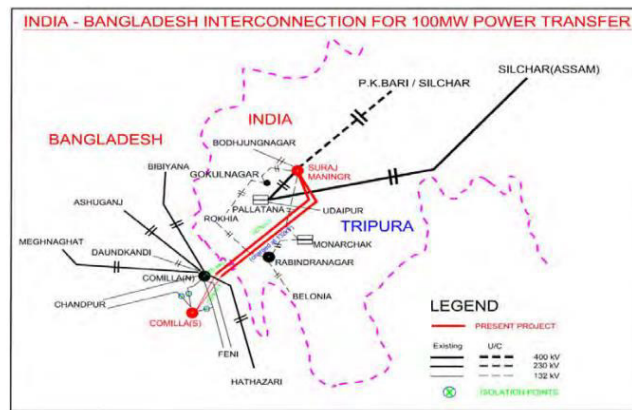 INDIA - BANGLADESH INTERCONNECTION FOR 100MW POWER TRANSFER
SILCHAR(ASSAM)
P.K.BARI / SILCHAR
INDIA
BANGLADESH
BODHJUNGNAGAR
BIBIYANA
GOKULNAGAR
SURAJ
MANINGR
ASHUGANJ
PALLATANA
UDAIPUR
ROKHIA
TRIPURA
MEGHNAGHAT
DAUNDKANDI
MONARCHAK
COMILLA(N)
RABINDRANAGAR
CHANDPUR
BELONIA
COMILLA(S)
FENI
HATHAZARI
LEGEND
PRESENT PROJECT
Existing U/C
400 kV
230 kV
132 kV
ISOLATION POINTS